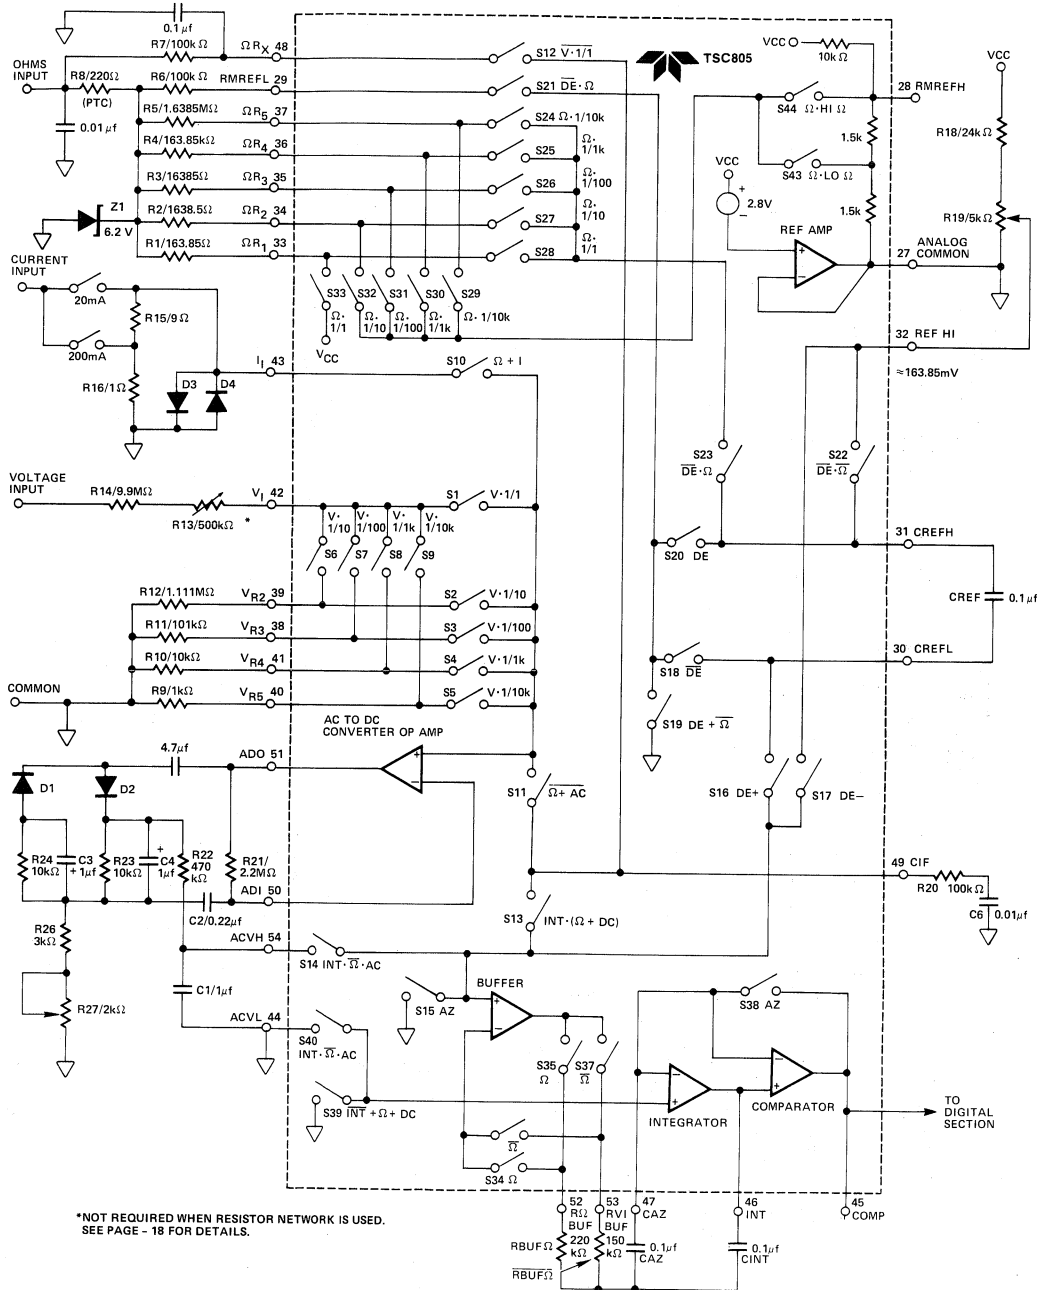 0.1µf
R7/100kΩ
ΩRX 48
S12 V̅·̅1̅/̅1̅
TSC805
VCC
10kΩ
VCC
OHMS INPUT
R8/220Ω
(PTC)
R6/100kΩ
RMREFL 29
S21 D̅E̅·Ω
28 RMREFH
S44 Ω·HI Ω
0.01µf
R5/1.6385MΩ
ΩR5 37
S24 Ω·1/10k
R18/24kΩ
R4/163.85kΩ
ΩR4 36
S25
Ω·1/1k
1.5k
R3/16385Ω
ΩR3 35
S26
Ω·1/100
S43 Ω·LO Ω
VCC
2.8V
Z1
6.2 V
R2/1638.5Ω
ΩR2 34
S27
Ω·1/10
1.5k
R19/5kΩ
REF AMP
R1/163.85Ω
ΩR1 33
S28
Ω·1/1
27 ANALOG COMMON
CURRENT INPUT
20mA
S33
S32
S31
S30
S29
R15/9Ω
Ω·1/1
Ω·1/10
Ω·1/100
Ω·1/1k
Ω·1/10k
32 REF HI
VCC
200mA
II 43
S10
Ω + I
≈163.85mV
R16/1Ω
D3
D4
S23
D̅E̅·Ω
S22
D̅E̅·Ω̅
VOLTAGE INPUT
R14/9.9MΩ
R13/500kΩ *
VI 42
S1
V·1/1
V·1/10
V·1/100
V·1/1k
V·1/10k
S6
S7
S8
S9
31 CREFH
S20 DE
R12/1.111MΩ
VR2 39
S2
V·1/10
CREF
0.1µf
R11/101kΩ
VR3 38
S3
V·1/100
R10/10kΩ
VR4 41
S4
V·1/1k
S18 D̅E̅
30 CREFL
COMMON
R9/1kΩ
VR5 40
S5
V·1/10k
S19 DE + Ω̅
AC TO DC
CONVERTER OP AMP
4.7µf
ADO 51
D1
D2
S11
Ω̅+̅ ̅A̅C̅
S16 DE+
S17 DE−
R24
10kΩ
C3
1µf
+
R23
10kΩ
+
C4
1µf
R22
470
kΩ
R21/
2.2MΩ
49 CIF
R20 100kΩ
C6
0.01µf
ADI 50
C2/0.22µf
S13
INT·(Ω + DC)
R26
3kΩ
ACVH 54
S14 INT·Ω̅·AC
C1/1µf
BUFFER
S15 AZ
S38 AZ
R27/2kΩ
ACVL 44
S40
INT·Ω̅·AC
S35
Ω
S37
Ω̅
S39 I̅N̅T̅ + Ω + DC
INTEGRATOR
COMPARATOR
TO
DIGITAL
SECTION
Ω̅
S34 Ω
52
RΩ
BUF
53
RVI
BUF
47
CAZ
46
INT
45
COMP
*NOT REQUIRED WHEN RESISTOR NETWORK IS USED.
SEE PAGE – 18 FOR DETAILS.
RBUFΩ
220
kΩ
150
kΩ
0.1µf
CAZ
0.1µf
CINT
R̅B̅U̅F̅Ω̅